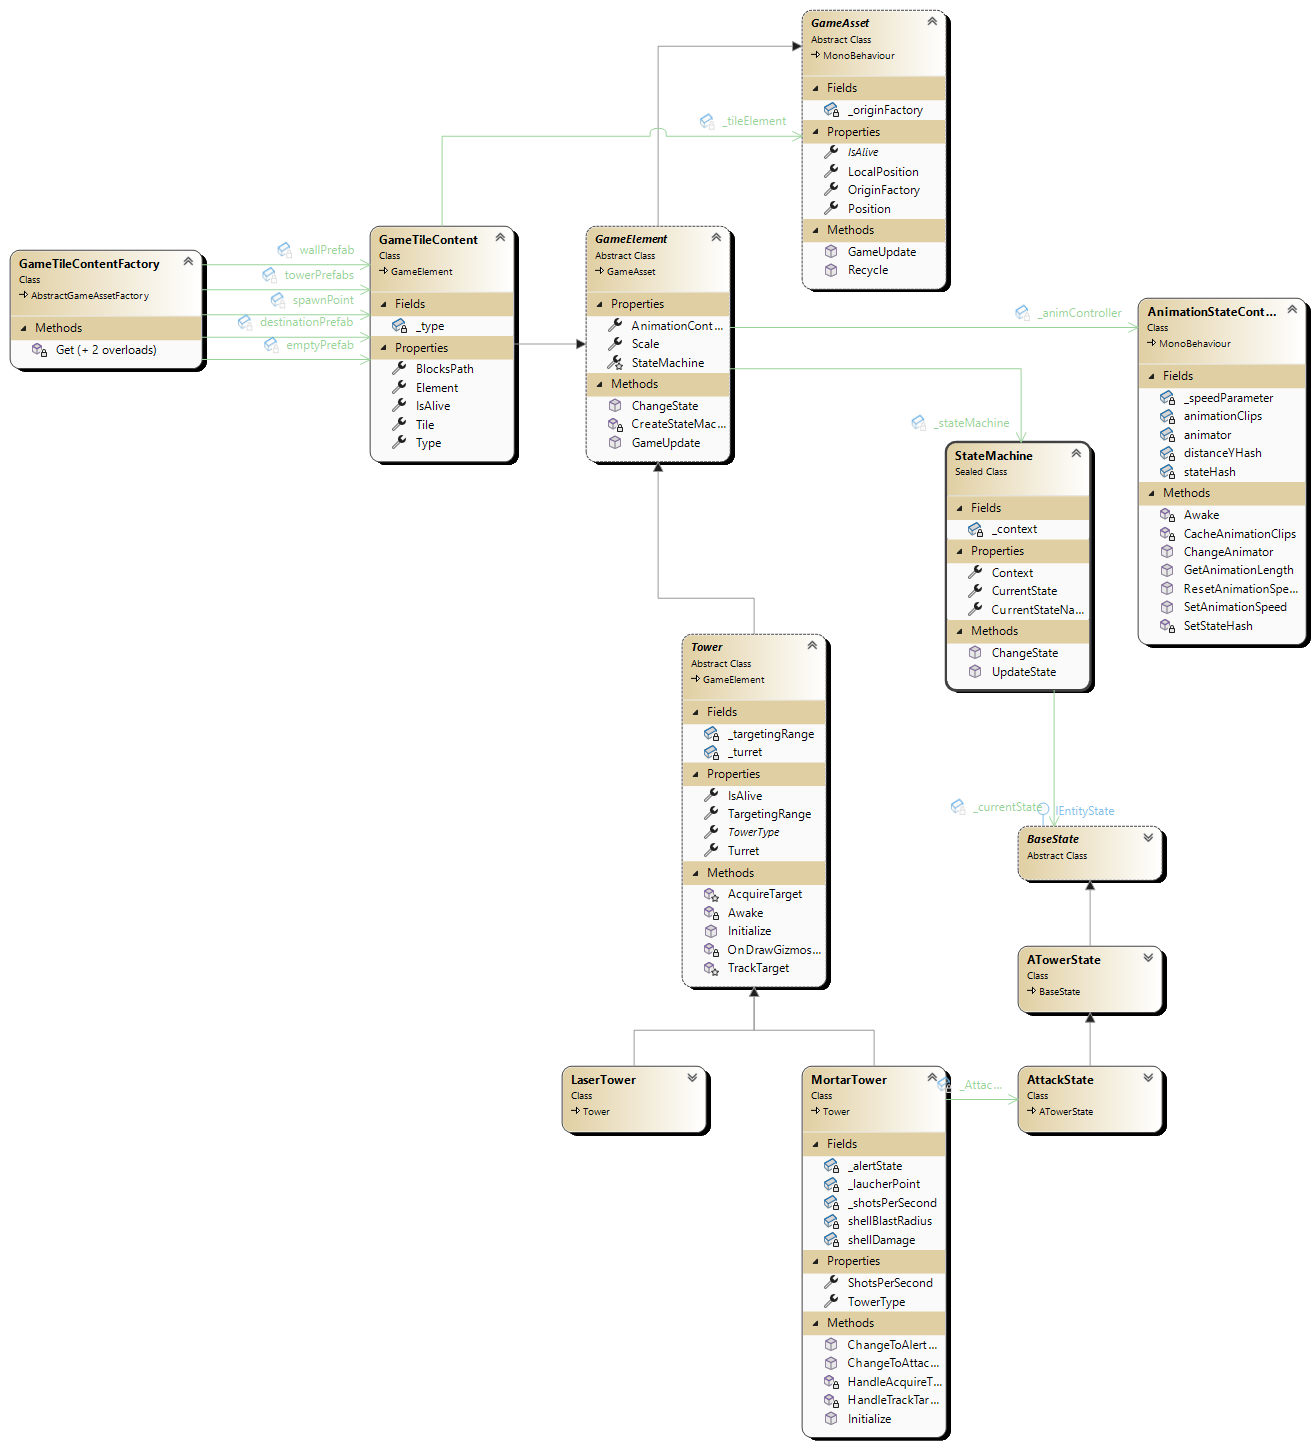 GameAsset
Abstract Class
MonoBehaviour
Fields
_originFactory
Properties
IsAlive
LocalPosition
OriginFactory
Position
Methods
GameUpdate
Recycle
_tileElement
GameTileContentFactory
Class
AbstractGameAssetFactory
Methods
Get (+ 2 overloads)
wallPrefab
towerPrefabs
spawnPoint
destinationPrefab
emptyPrefab
GameTileContent
Class
GameElement
Fields
_type
Properties
BlocksPath
Element
IsAlive
Tile
Type
GameElement
Abstract Class
GameAsset
Properties
AnimationCont...
Scale
StateMachine
Methods
ChangeState
CreateStateMac...
GameUpdate
_animController
_stateMachine
AnimationStateCont...
Class
MonoBehaviour
Fields
_speedParameter
animationClips
animator
distanceYHash
stateHash
Methods
Awake
CacheAnimationClips
ChangeAnimator
GetAnimationLength
ResetAnimationSpe...
SetAnimationSpeed
SetStateHash
StateMachine
Sealed Class
Fields
_context
Properties
Context
CurrentState
CurrentStateNa...
Methods
ChangeState
UpdateState
_currentState
IEntityState
BaseState
Abstract Class
ATowerState
Class
BaseState
Tower
Abstract Class
GameElement
Fields
_targetingRange
_turret
Properties
IsAlive
TargetingRange
TowerType
Turret
Methods
AcquireTarget
Awake
Initialize
OnDrawGizmos...
TrackTarget
LaserTower
Class
Tower
MortarTower
Class
Tower
Fields
_alertState
_laucherPoint
_shotsPerSecond
shellBlastRadius
shellDamage
Properties
ShotsPerSecond
TowerType
Methods
ChangeToAlert...
ChangeToAttac...
HandleAcquireT...
HandleTrackTar...
Initialize
_Attac...
AttackState
Class
ATowerState